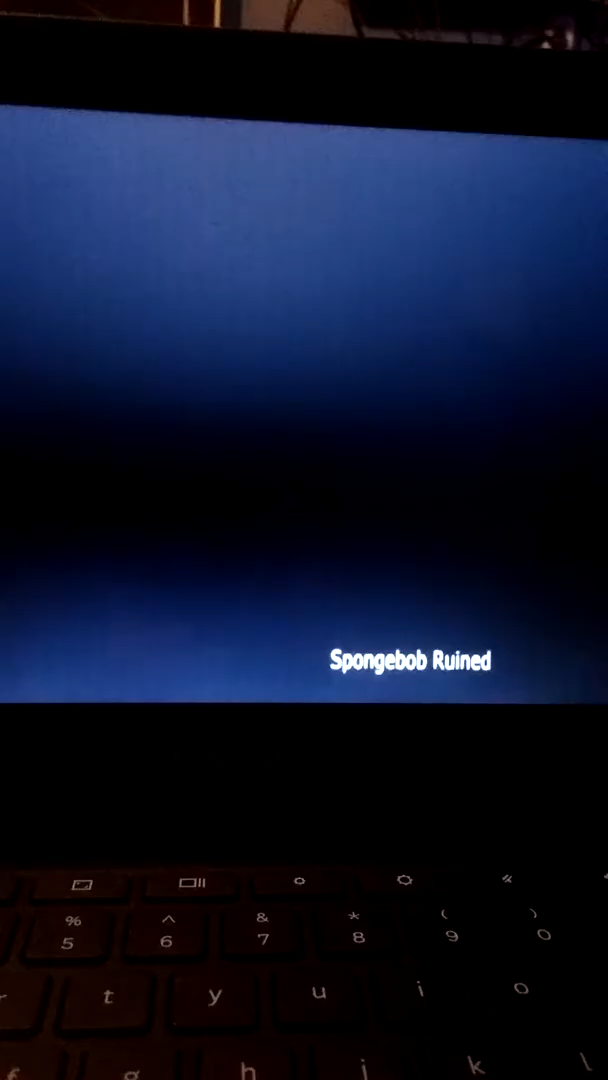 Spongebob Ruined
% ^ & * ( )
5 6 7 8 9 0
r t y u i o
f g h j k l